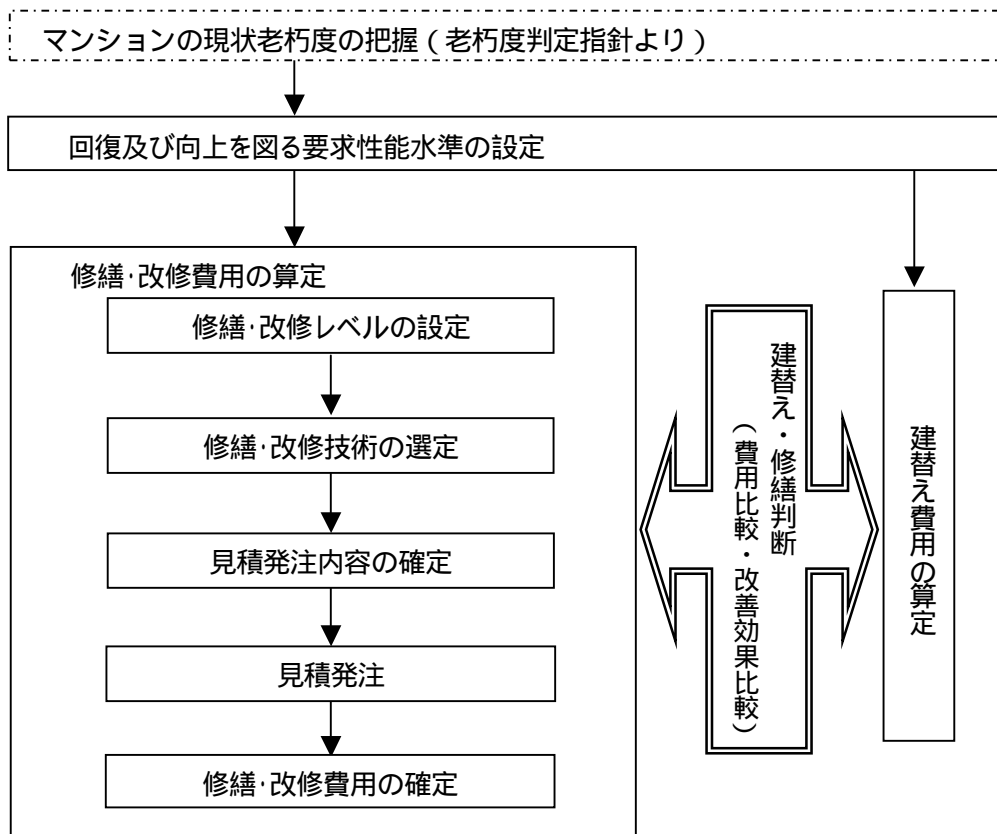 マンションの現状老朽度の把握（老朽度判定指針より）
回復及び向上を図る要求性能水準の設定
修繕･改修費用の算定
修繕･改修レベルの設定
修繕･改修技術の選定
見積発注内容の確定
見積発注
修繕･改修費用の確定
建替え・修繕判断
（費用比較・改善効果比較）
建替え費用の算定